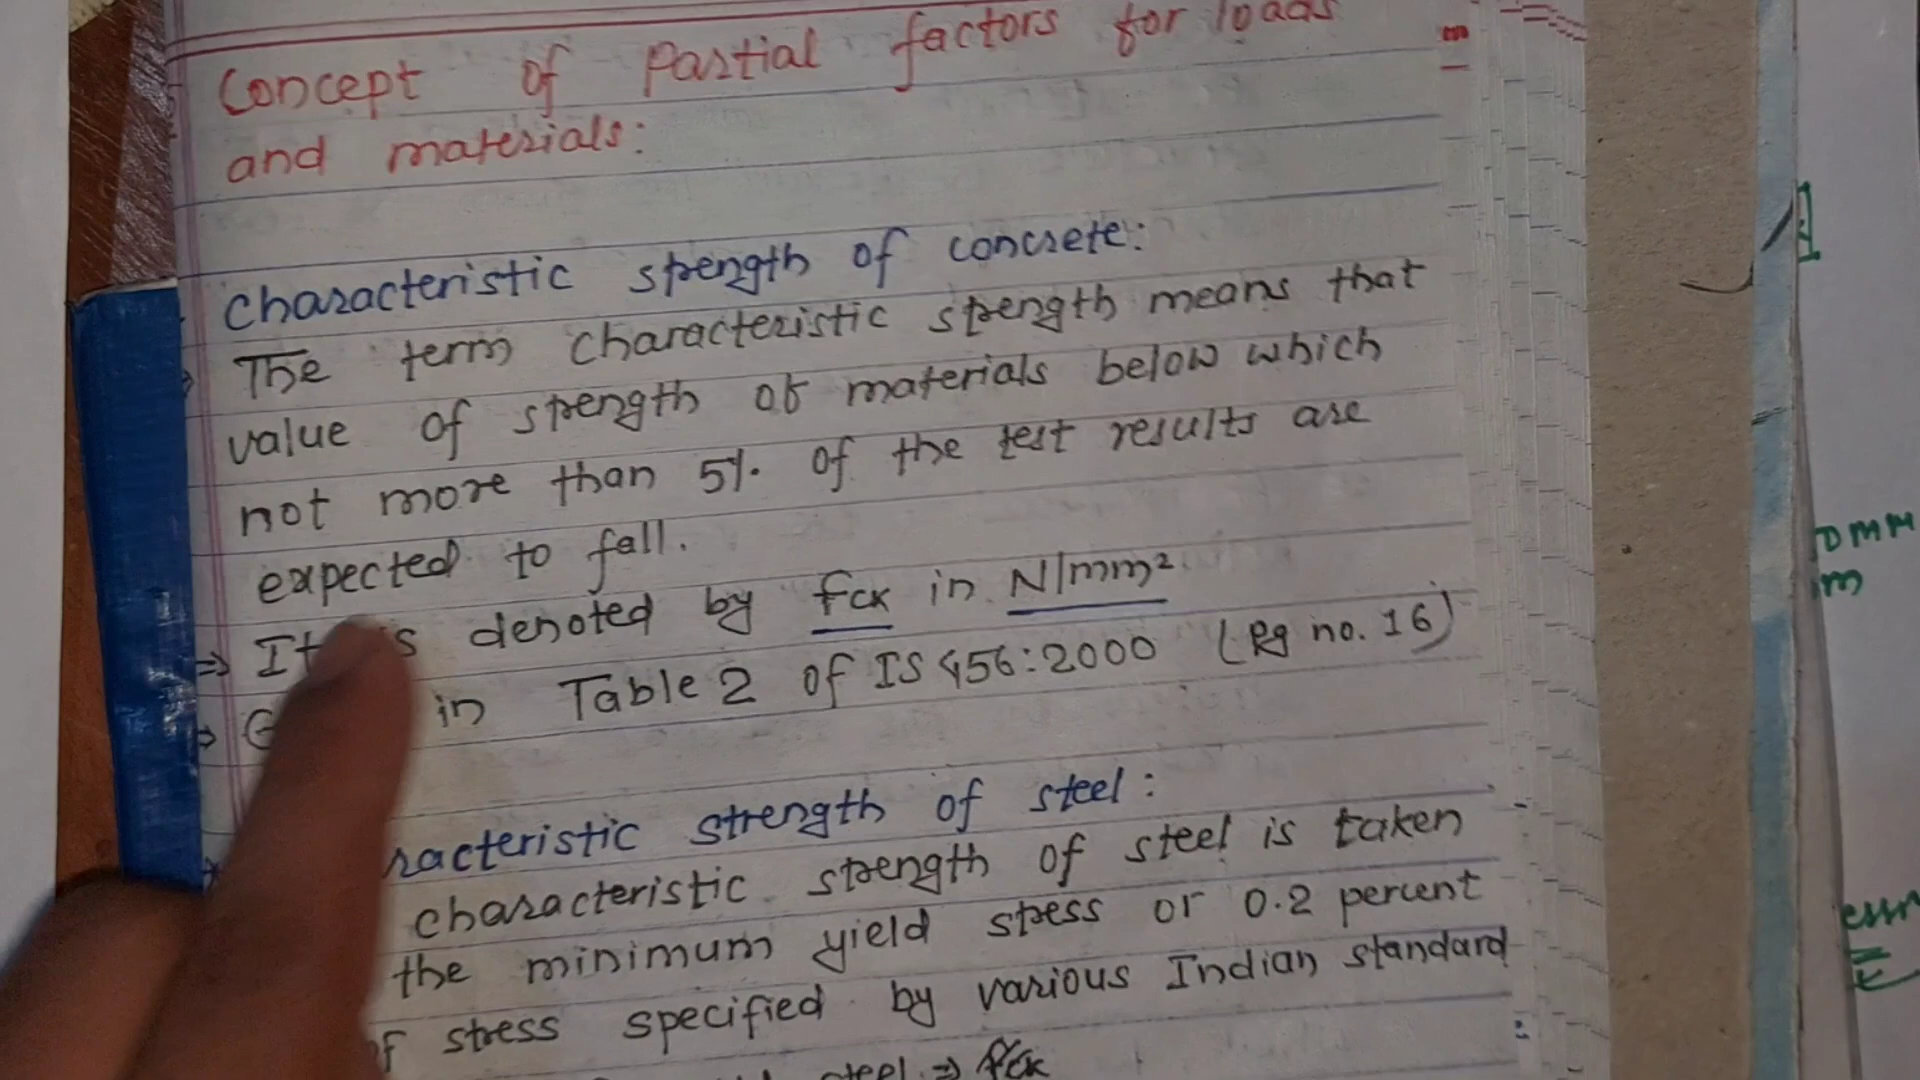 Concept of Partial factors for loads
and materials:
Characteristic strength of concrete:
The term characteristic strength means that
value of strength of materials below which
not more than 5% of the test results are
expected to fall.
⇒ It is denoted by fck in N/mm²
⇒ in Table 2 of IS 456:2000 (Pg no. 16)
racteristic strength of steel:
characteristic strength of steel is taken
the minimum yield stress or 0.2 percent
of stress specified by various Indian standard
steel ⇒ fck